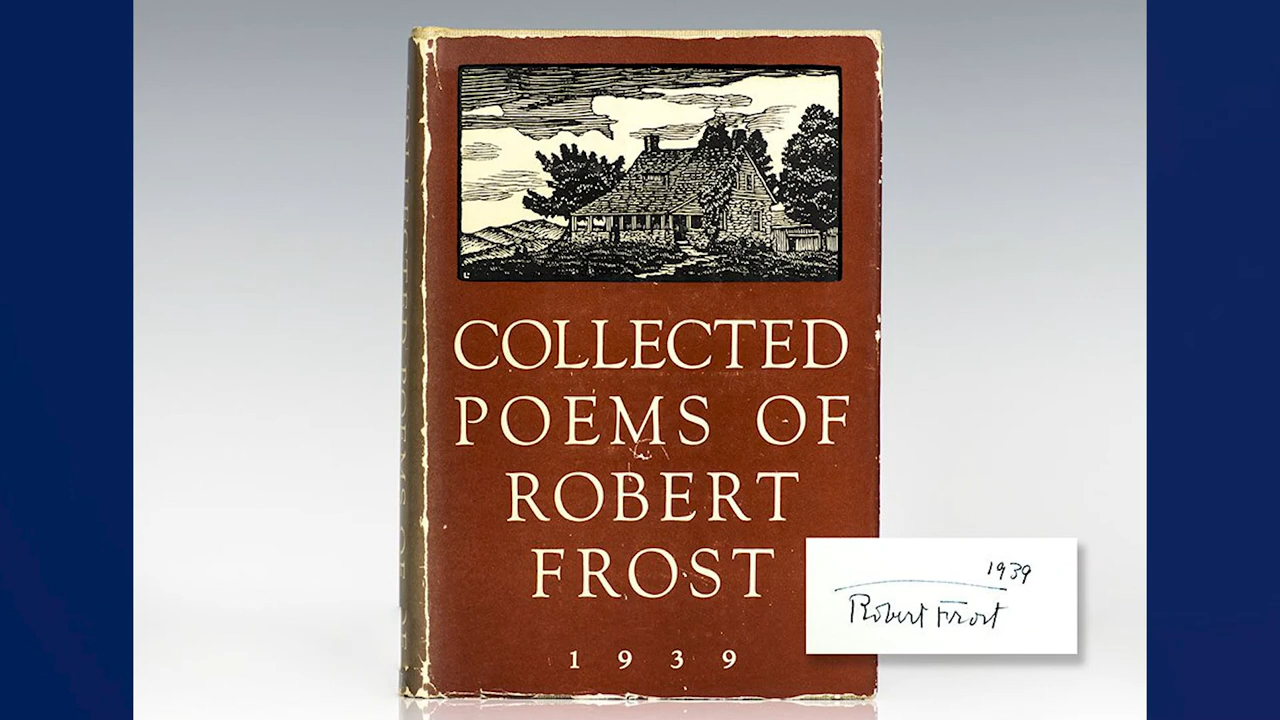 COLLECTED
POEMS OF
ROBERT
FROST
1939
1939
Robert Frost